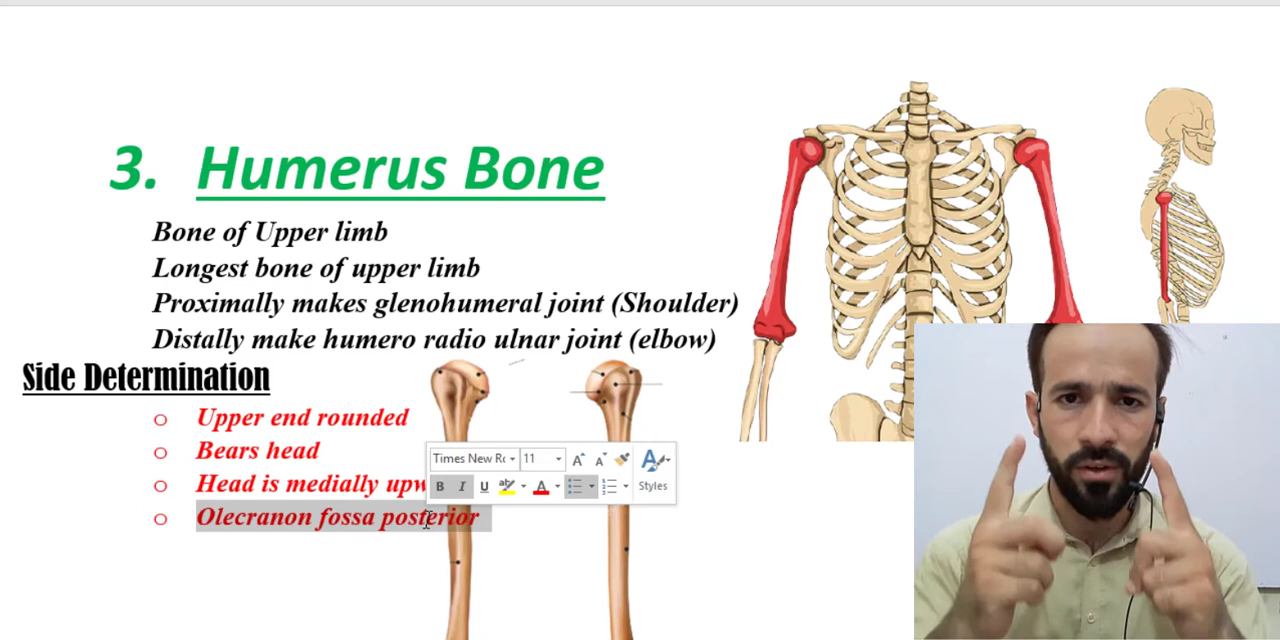 3. Humerus Bone
Bone of Upper limb
Longest bone of upper limb
Proximally makes glenohumeral joint (Shoulder)
Distally make humero radio ulnar joint (elbow)
Side Determination
o Upper end rounded
o Bears head
o Head is medially upw
o Olecranon fossa posterior
Times New R 11 A A A
B I U ab A Styles